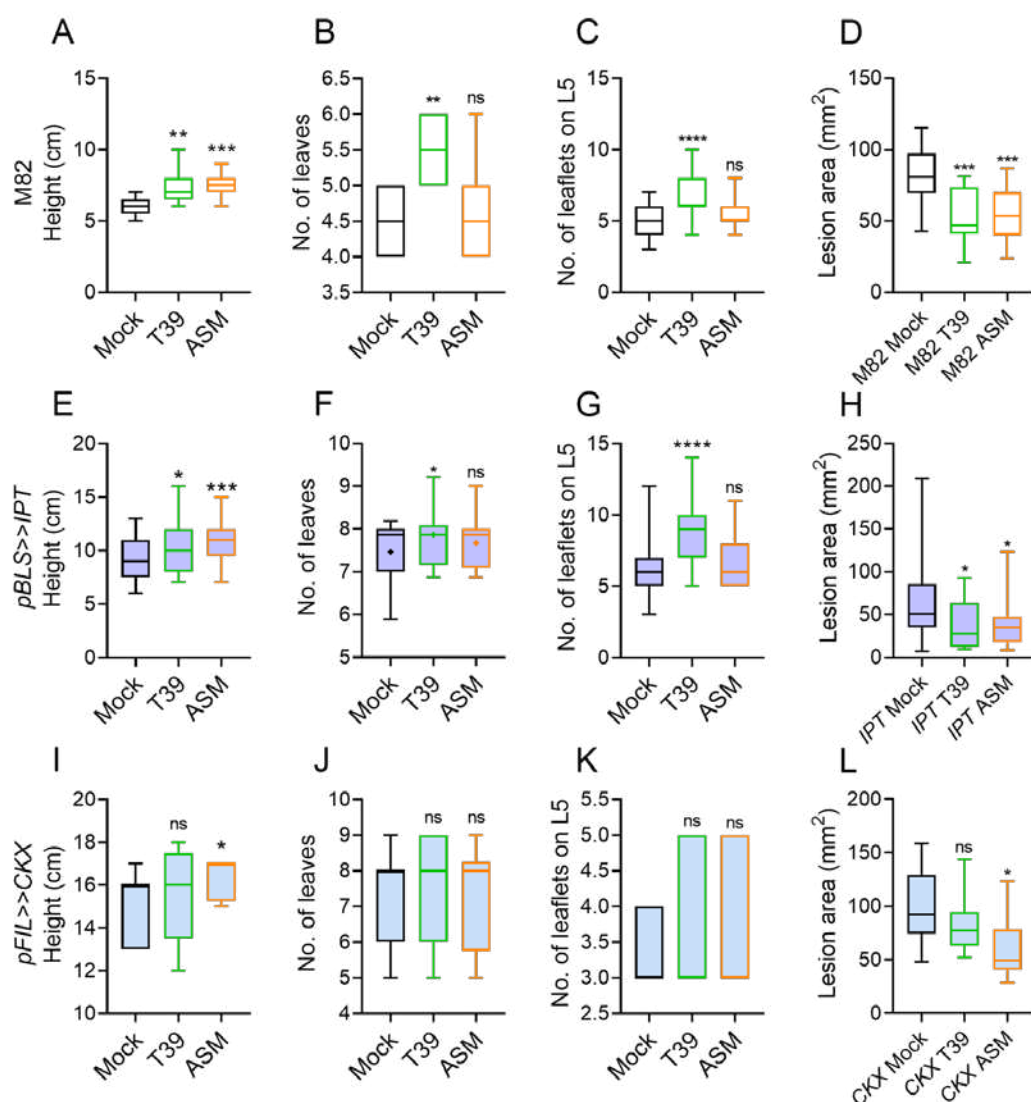 A
M82
Height (cm)
15
10
5
0
**
***
Mock
T39
ASM
B
No. of leaves
6.5
6.0
5.5
5.0
4.5
4.0
3.5
**
ns
Mock
T39
ASM
C
No. of leaflets on L5
15
10
5
0
****
ns
Mock
T39
ASM
D
Lesion area (mm²)
150
100
50
0
***
***
M82 Mock
M82 T39
M82 ASM
E
pBLS>>IPT
Height (cm)
20
15
10
5
0
*
***
Mock
T39
ASM
F
No. of leaves
10
9
8
7
6
5
*
ns
Mock
T39
ASM
G
No. of leaflets on L5
15
10
5
0
****
ns
Mock
T39
ASM
H
Lesion area (mm²)
250
200
150
100
50
0
*
*
IPT Mock
IPT T39
IPT ASM
I
pFIL>>CKX
Height (cm)
20
18
16
14
12
10
ns
*
Mock
T39
ASM
J
No. of leaves
10
9
8
7
6
5
4
ns
ns
Mock
T39
ASM
K
No. of leaflets on L5
5.5
5.0
4.5
4.0
3.5
3.0
2.5
ns
ns
Mock
T39
ASM
L
Lesion area (mm²)
200
150
100
50
0
ns
*
CKX Mock
CKX T39
CKX ASM